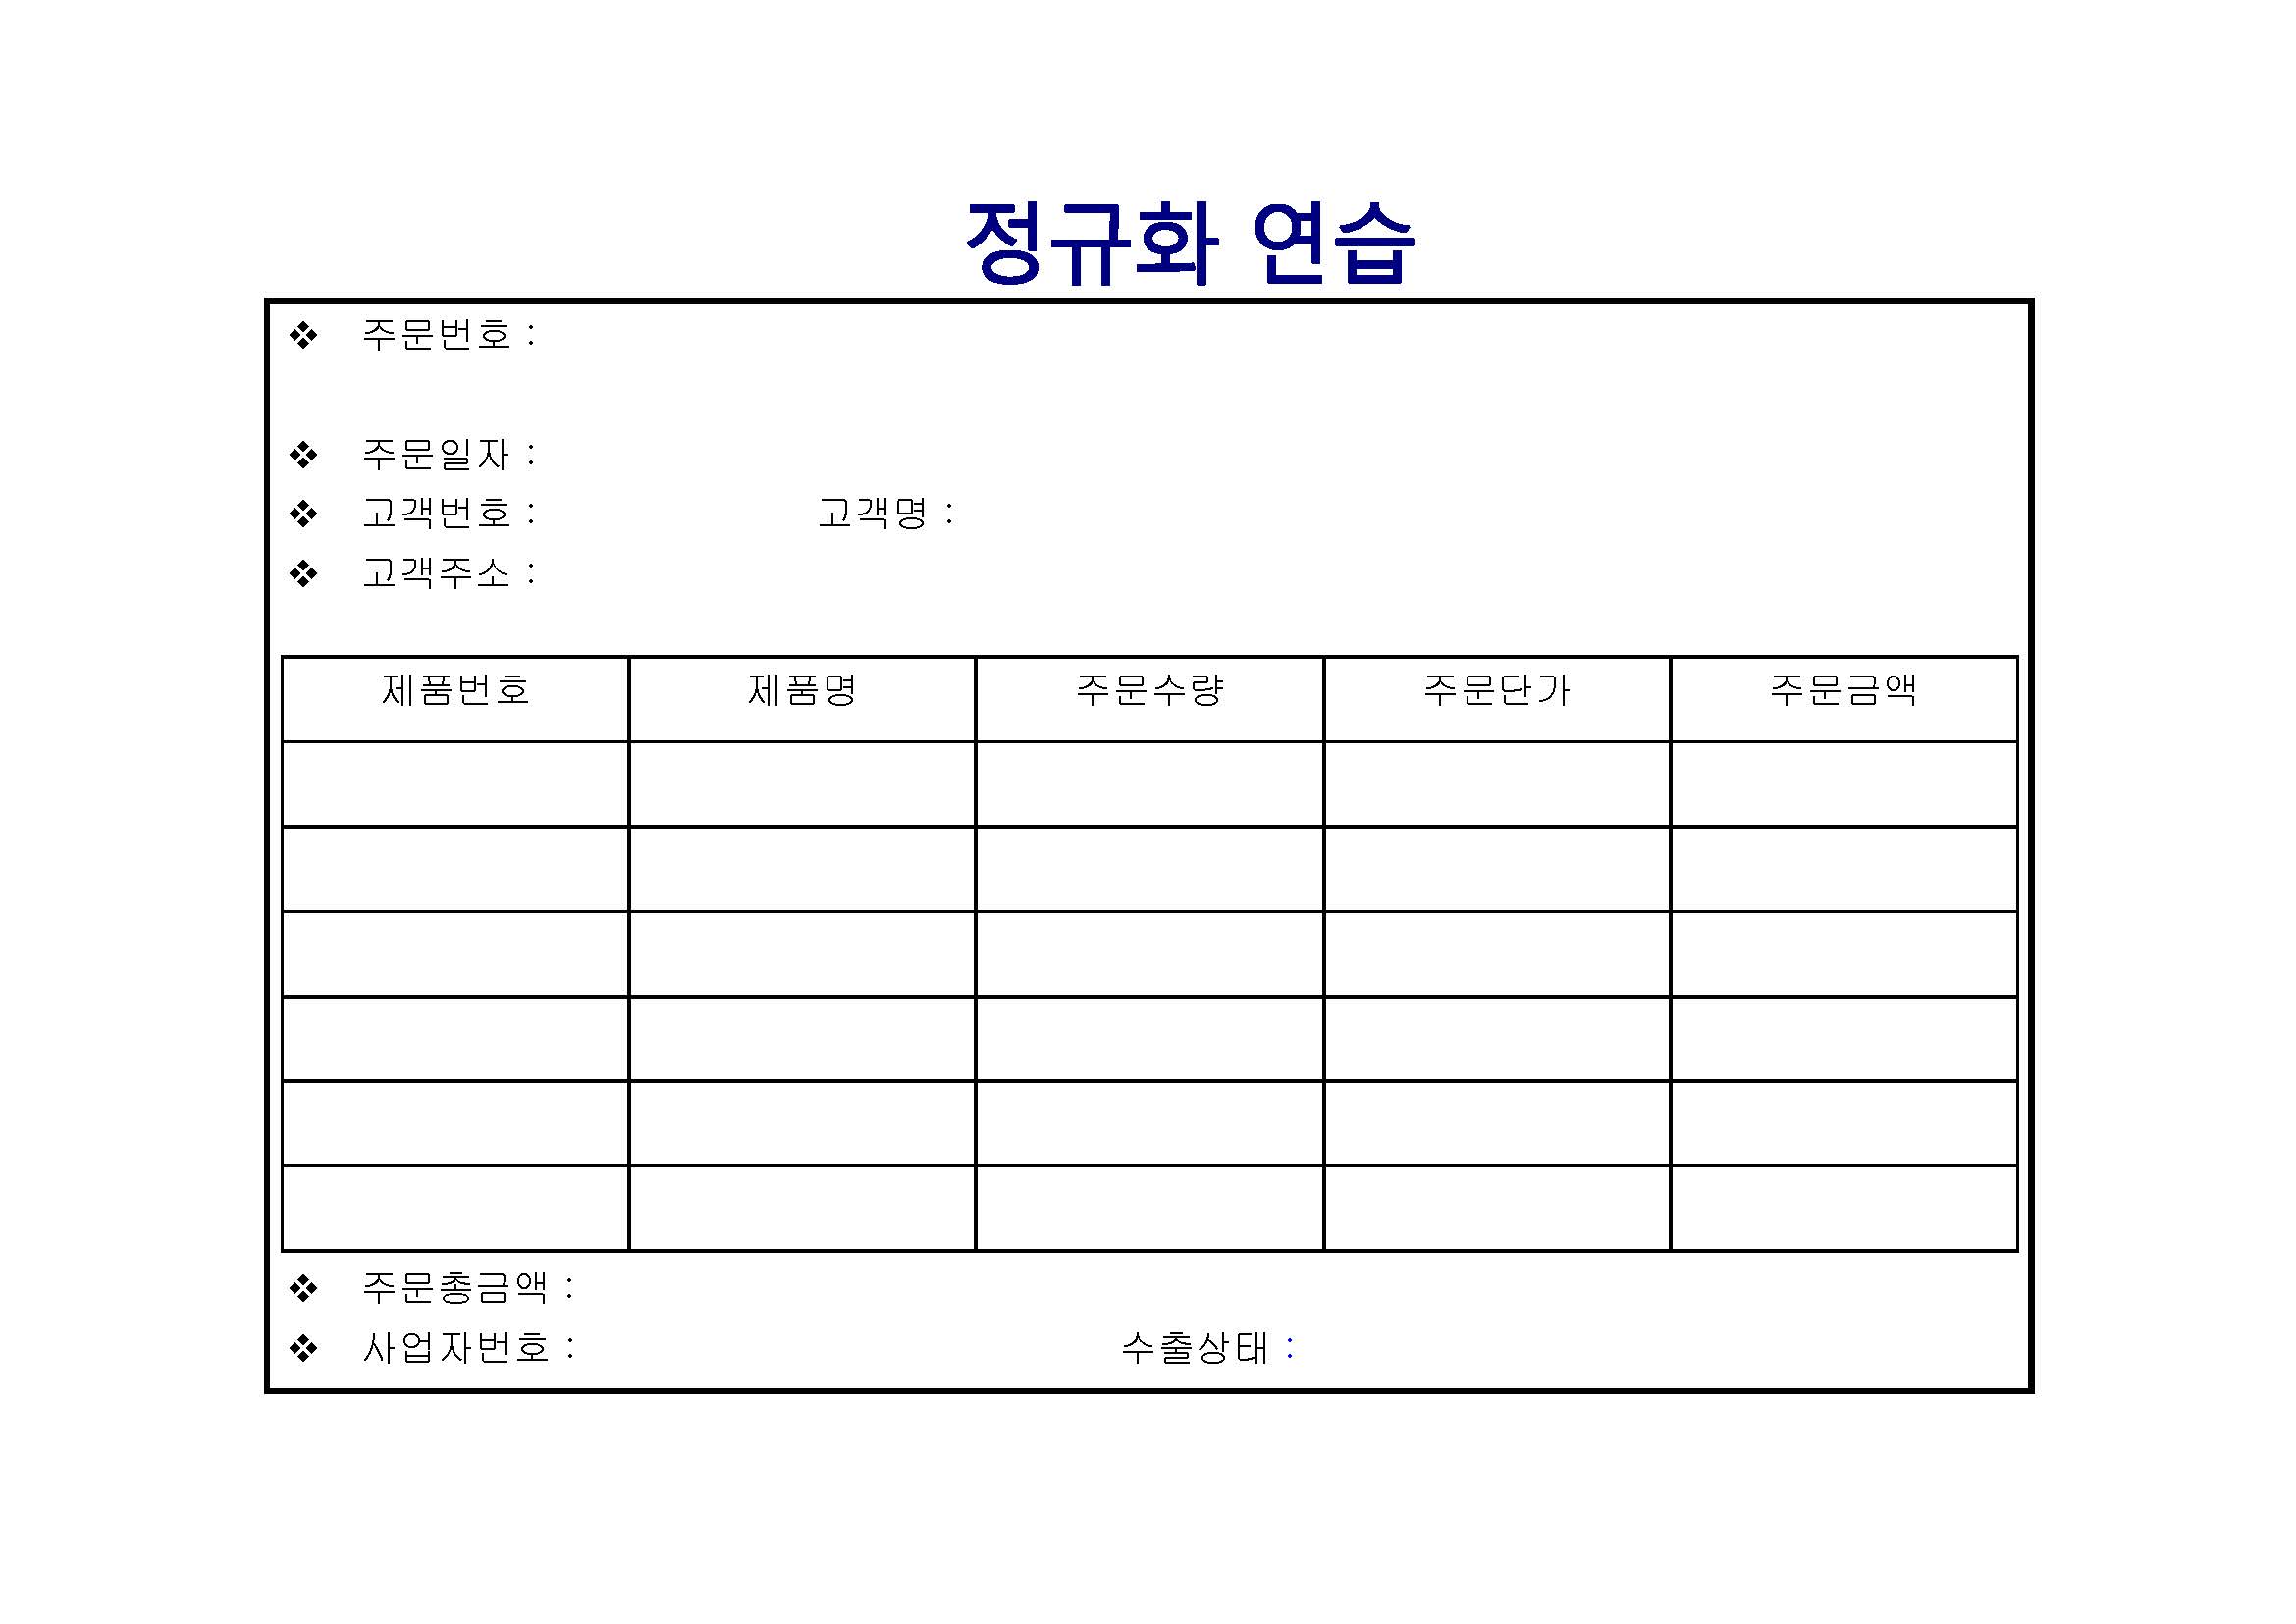 정규화 연습
❖ 주문번호 :
❖ 주문일자 :
❖ 고객번호 : 고객명 :
❖ 고객주소 :
제품번호 제품명 주문수량 주문단가 주문금액
❖ 주문총금액 :
❖ 사업자번호 : 수출상태 :